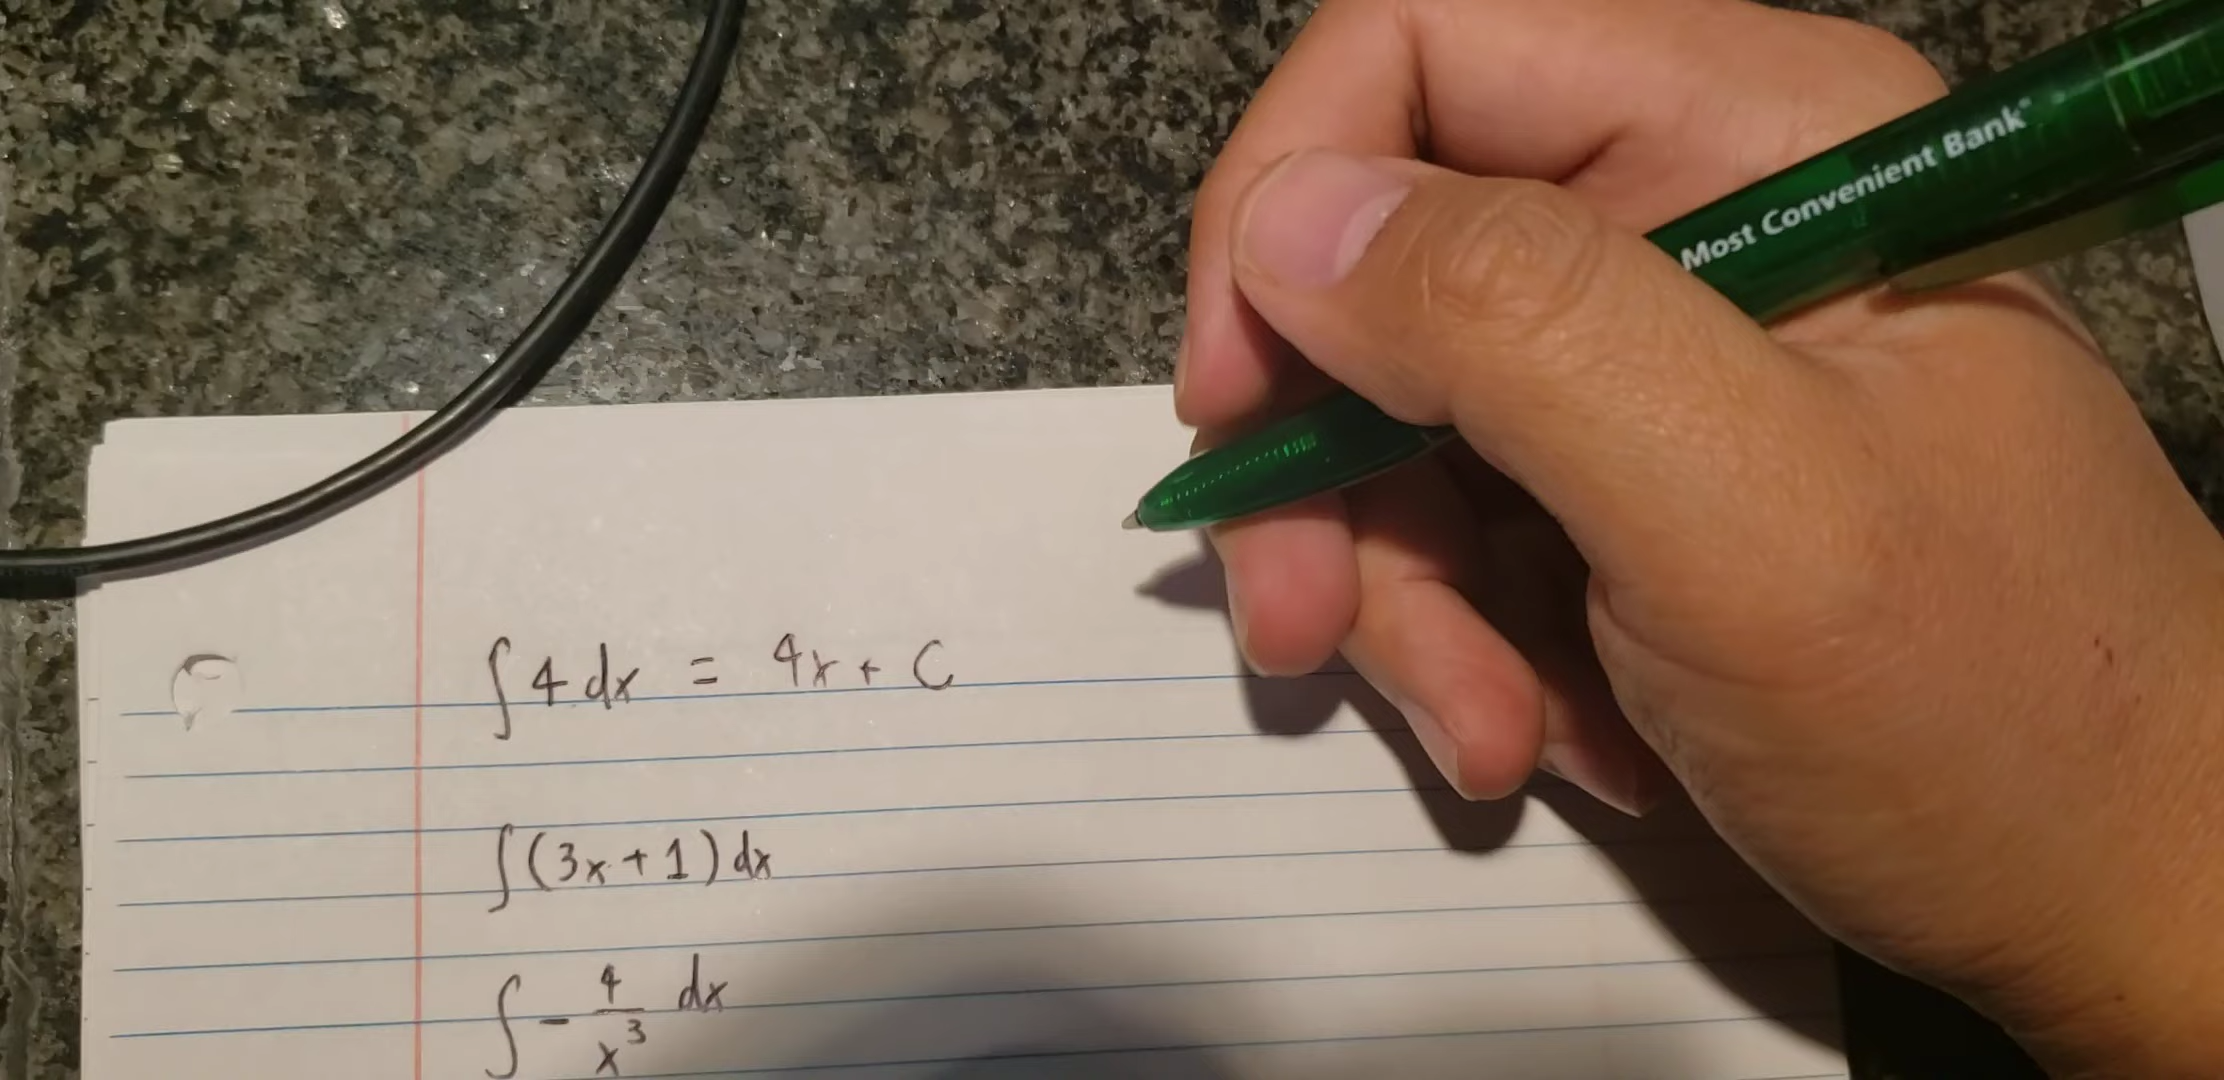 Most Convenient Bank
∫ 4 dx = 4x + C
∫ (3x + 1) dx
∫ - 4/x³ dx